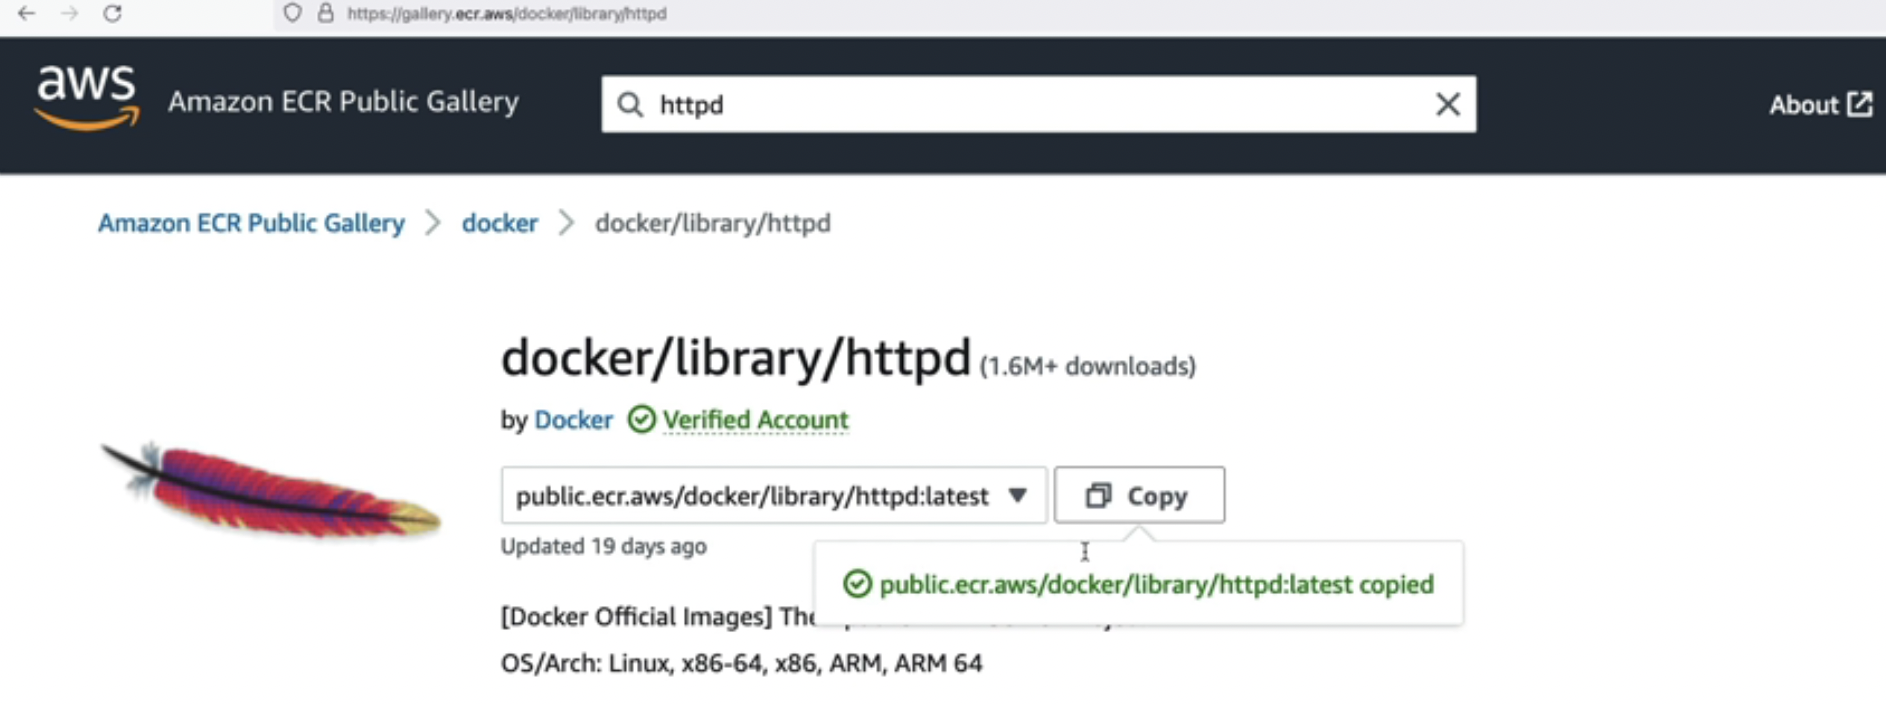 https://gallery.ecr.aws/docker/library/httpd
aws
Amazon ECR Public Gallery
httpd
About
Amazon ECR Public Gallery > docker > docker/library/httpd
docker/library/httpd (1.6M+ downloads)
by Docker Verified Account
public.ecr.aws/docker/library/httpd:latest
Copy
Updated 19 days ago
public.ecr.aws/docker/library/httpd:latest copied
[Docker Official Images] The
OS/Arch: Linux, x86-64, x86, ARM, ARM 64